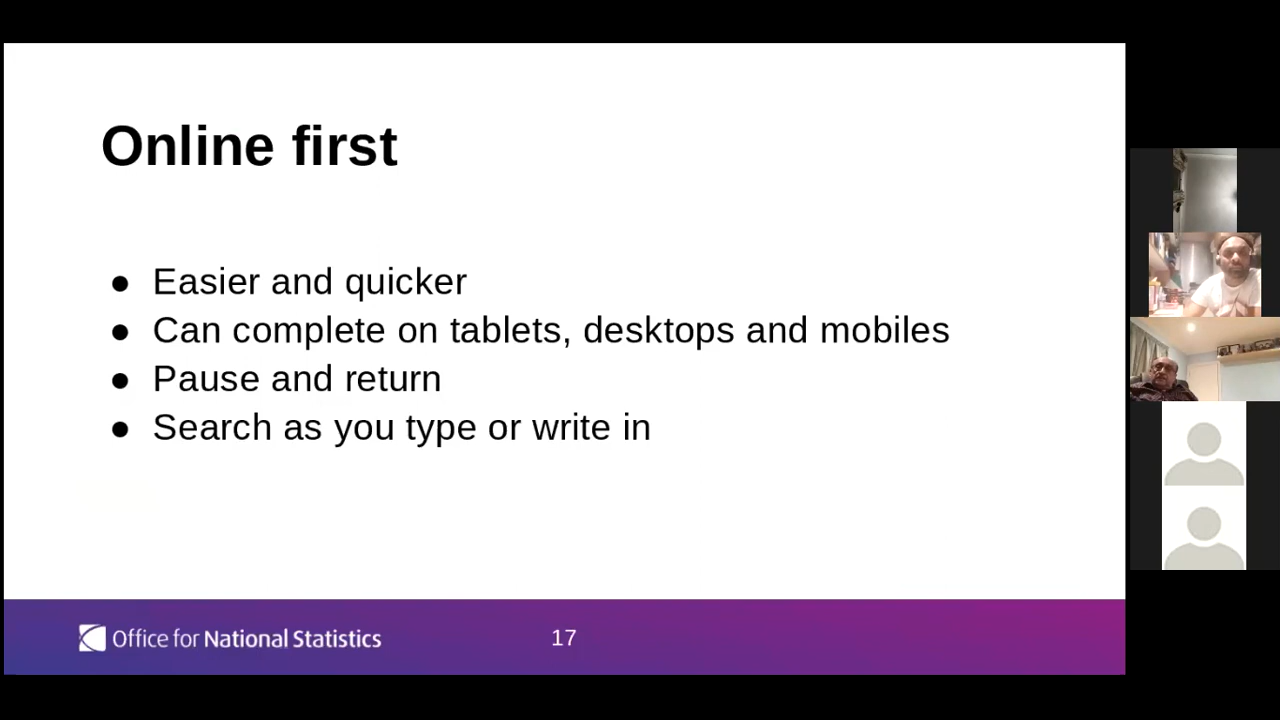 Online first
● Easier and quicker
● Can complete on tablets, desktops and mobiles
● Pause and return
● Search as you type or write in
Office for National Statistics
17